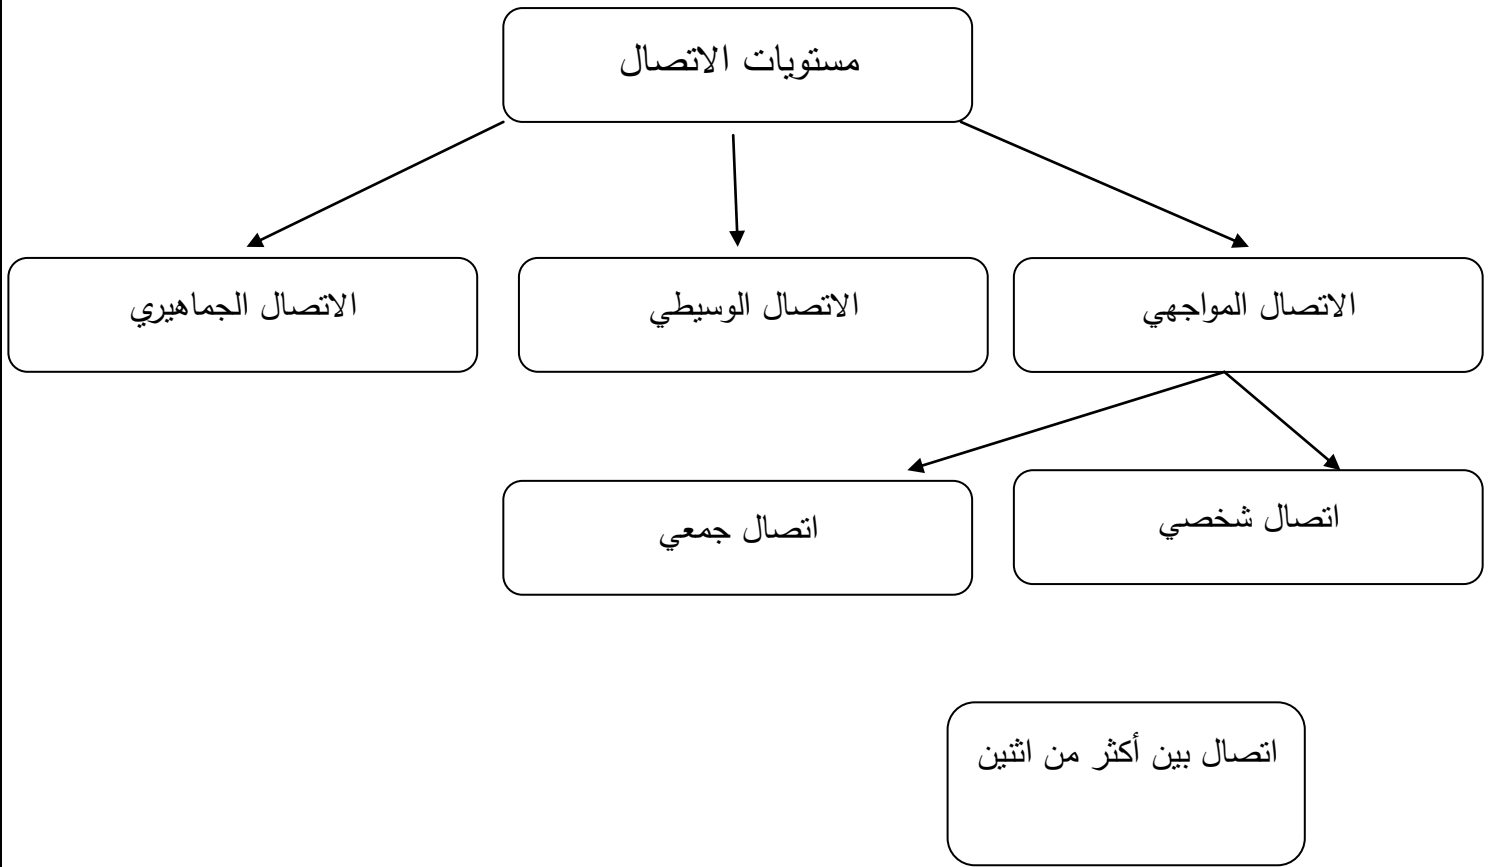 مستويات الاتصال
الاتصال المواجهي
الاتصال الوسيطي
الاتصال الجماهيري
اتصال شخصي
اتصال جمعي
اتصال بين أكثر من اثنين